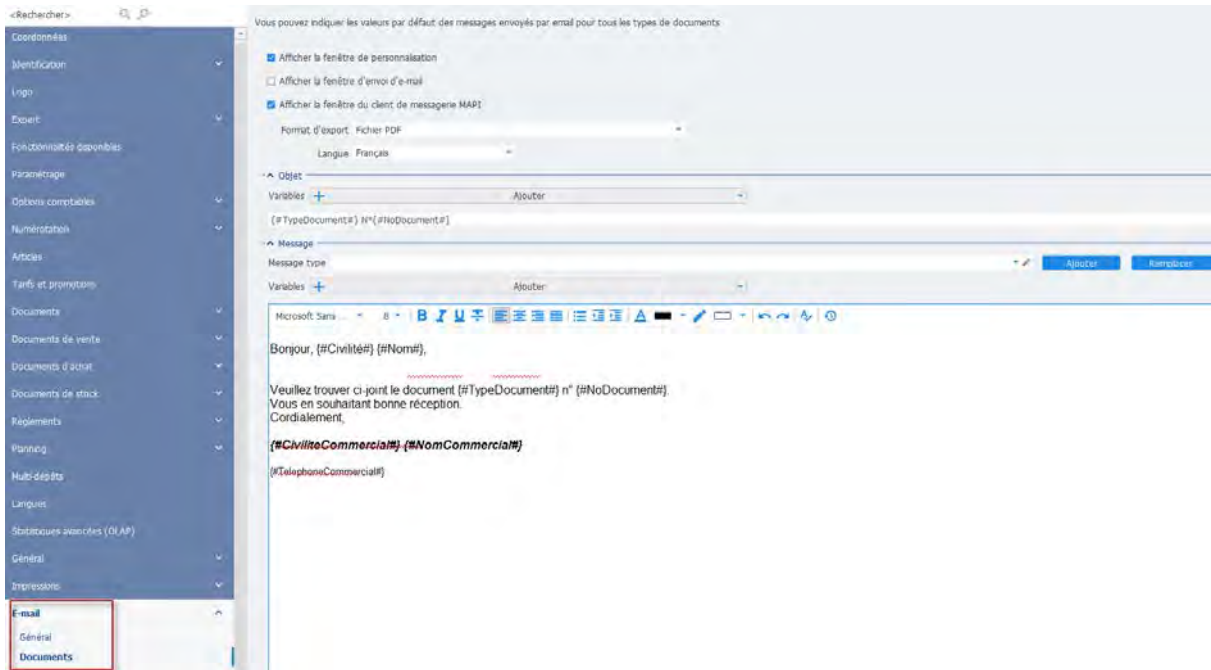 <Rechercher>
Coordonnées
Identification
Logo
Expert
Fonctionnalités disponibles
Paramétrage
Options comptables
Numérotation
Articles
Tarifs et promotions
Documents
Documents de vente
Documents d'achat
Documents de stock
Règlements
Planning
Multi-dépôts
Langues
Statistiques avancées (OLAP)
Général
Impressions
E-mail
Général
Documents
Vous pouvez indiquer les valeurs par défaut des messages envoyés par email pour tous les types de documents
Afficher la fenêtre de personnalisation
Afficher la fenêtre d'envoi d'e-mail
Afficher la fenêtre du client de messagerie MAPI
Format d'export Fichier PDF
Langue Français
Objet
Variables + Ajouter
{#TypeDocument#} N°{#NoDocument#}
Message
Message type Ajouter Remplacer
Variables + Ajouter
Microsoft Sans ... 8 B I U A
Bonjour, {#Civilité#} {#Nom#},
Veuillez trouver ci-joint le document {#TypeDocument#} n° {#NoDocument#}.
Vous en souhaitant bonne réception.
Cordialement,
{#CiviliteCommercial#} {#NomCommercial#}
{#TelephoneCommercial#}